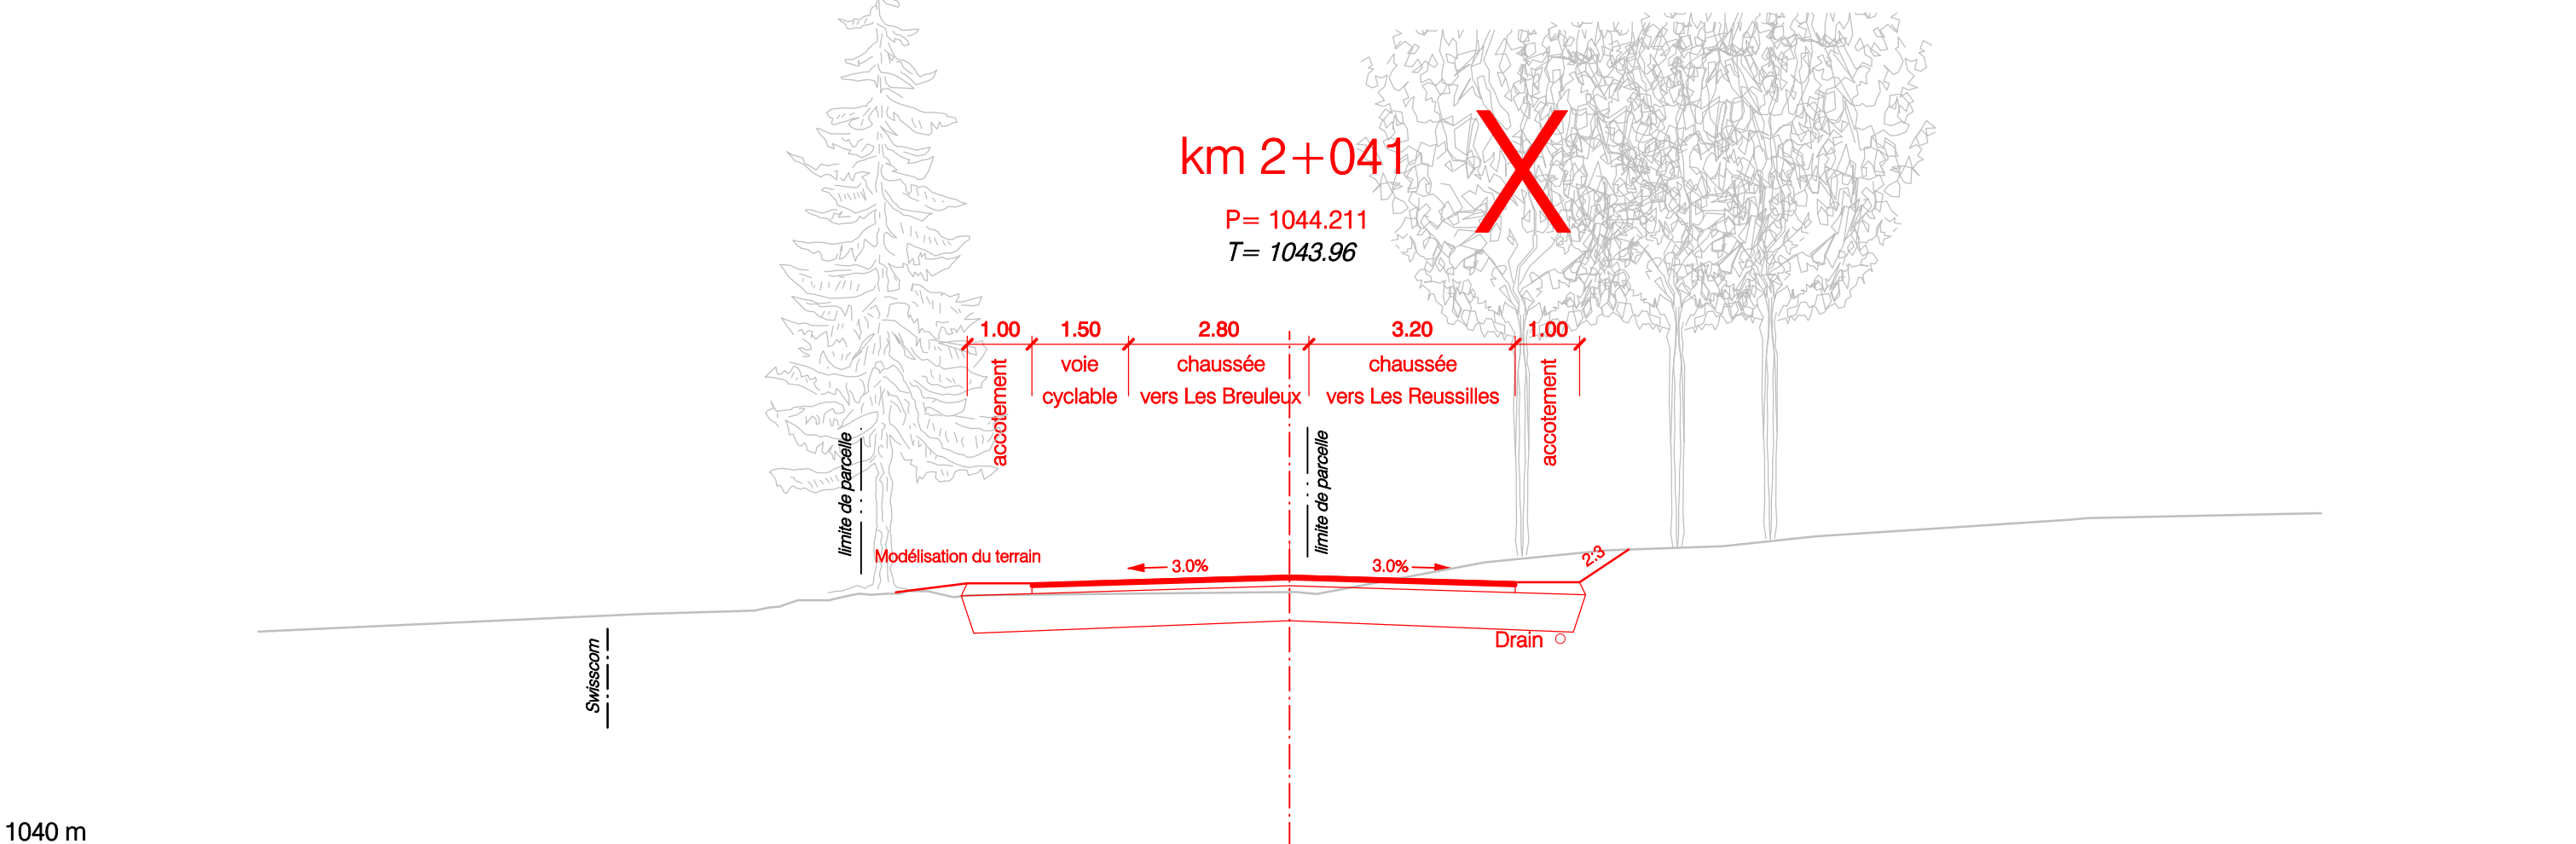 km 2+041
X
P= 1044.211
T= 1043.96
1.00 1.50 2.80 3.20 1.00
accotement
voie
cyclable
chaussée
vers Les Breuleux
chaussée
vers Les Reussilles
accotement
limite de parcelle
limite de parcelle
Modélisation du terrain
3.0%
3.0%
2:3
Drain
Swisscom
1040 m